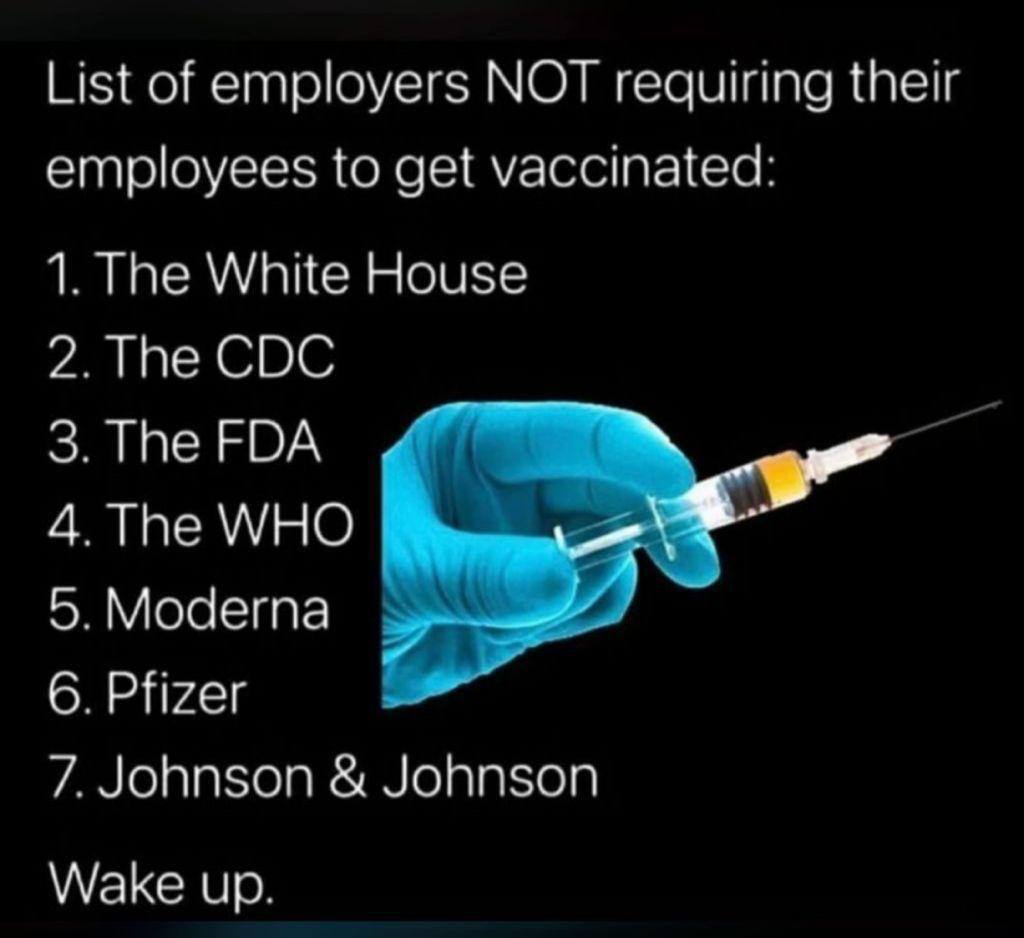 List of employers NOT requiring their
employees to get vaccinated:
1. The White House
2. The CDC
3. The FDA
4. The WHO
5. Moderna
6. Pfizer
7. Johnson & Johnson
Wake up.